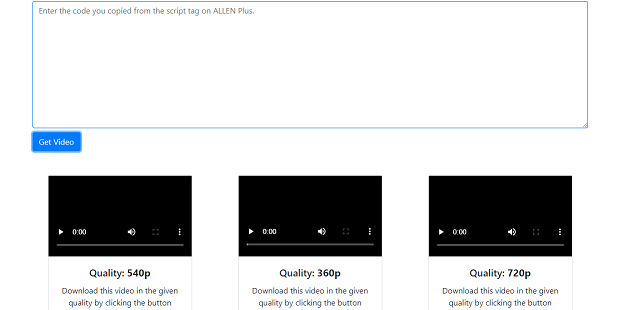 Enter the code you copied from the script tag on ALLEN Plus.
Get Video
0:00
0:00
0:00
Quality: 540p
Download this video in the given
quality by clicking the button
Quality: 360p
Download this video in the given
quality by clicking the button
Quality: 720p
Download this video in the given
quality by clicking the button